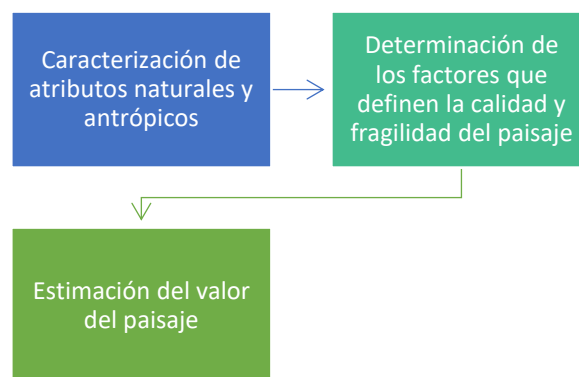 Caracterización de
atributos naturales y
antrópicos
Determinación de
los factores que
definen la calidad y
fragilidad del paisaje
Estimación del valor
del paisaje